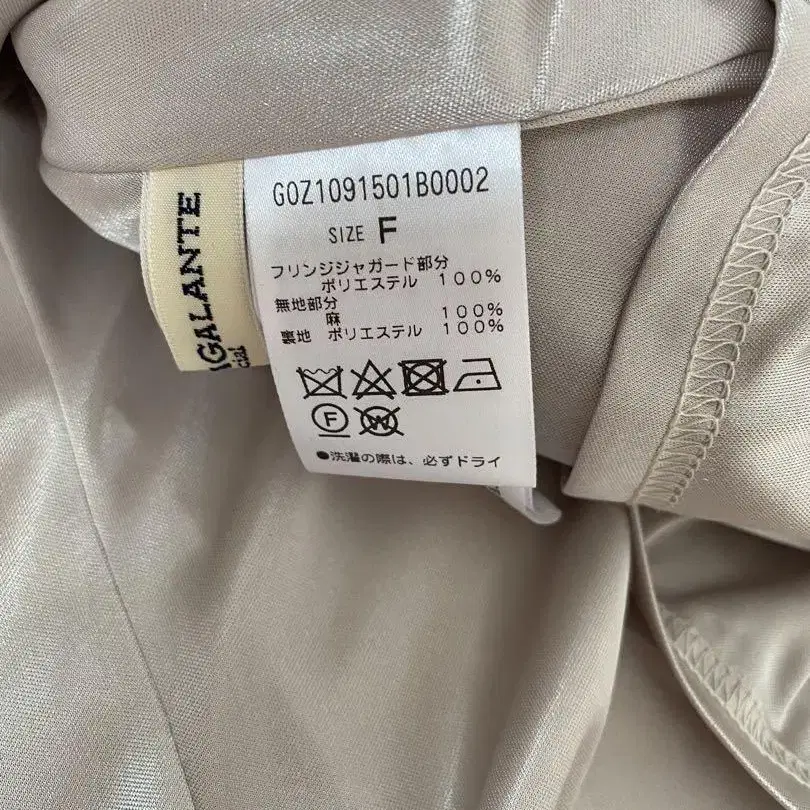 GALANTE
cial
G0Z1091501B0002
SIZE F
フリンジジャガード部分
ポリエステル 100%
無地部分
麻 100%
裏地 ポリエステル 100%
F W
●洗濯の際は、必ずドライ